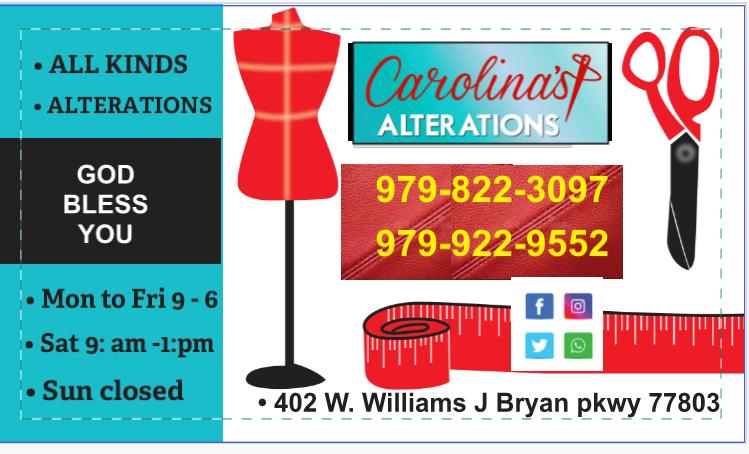 • ALL KINDS
• ALTERATIONS
GOD
BLESS
YOU
• Mon to Fri 9 - 6
• Sat 9: am -1:pm
• Sun closed
Carolina's
ALTERATIONS
979-822-3097
979-922-9552
• 402 W. Williams J Bryan pkwy 77803